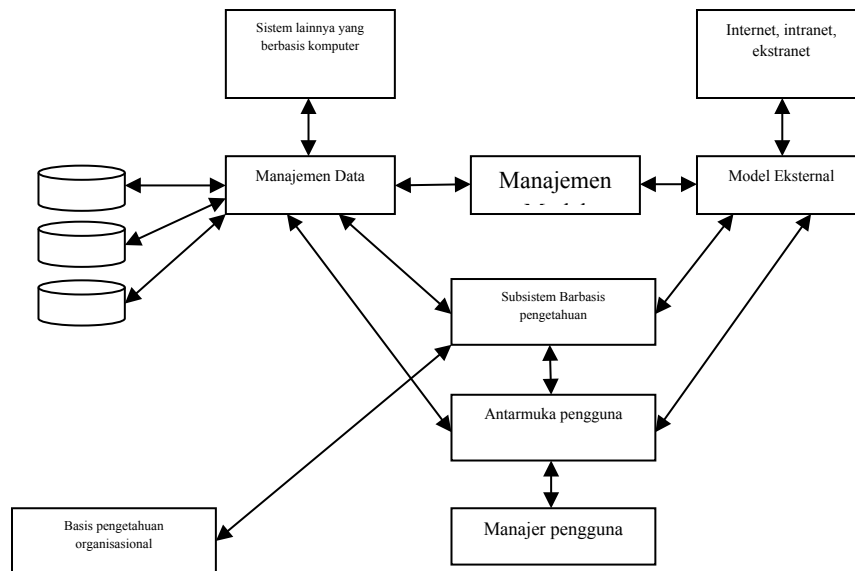 Sistem lainnya yang
berbasis komputer
Internet, intranet,
ekstranet
Manajemen Data
Manajemen
Model Eksternal
Subsistem Barbasis
pengetahuan
Antarmuka pengguna
Manajer pengguna
Basis pengetahuan
organisasional